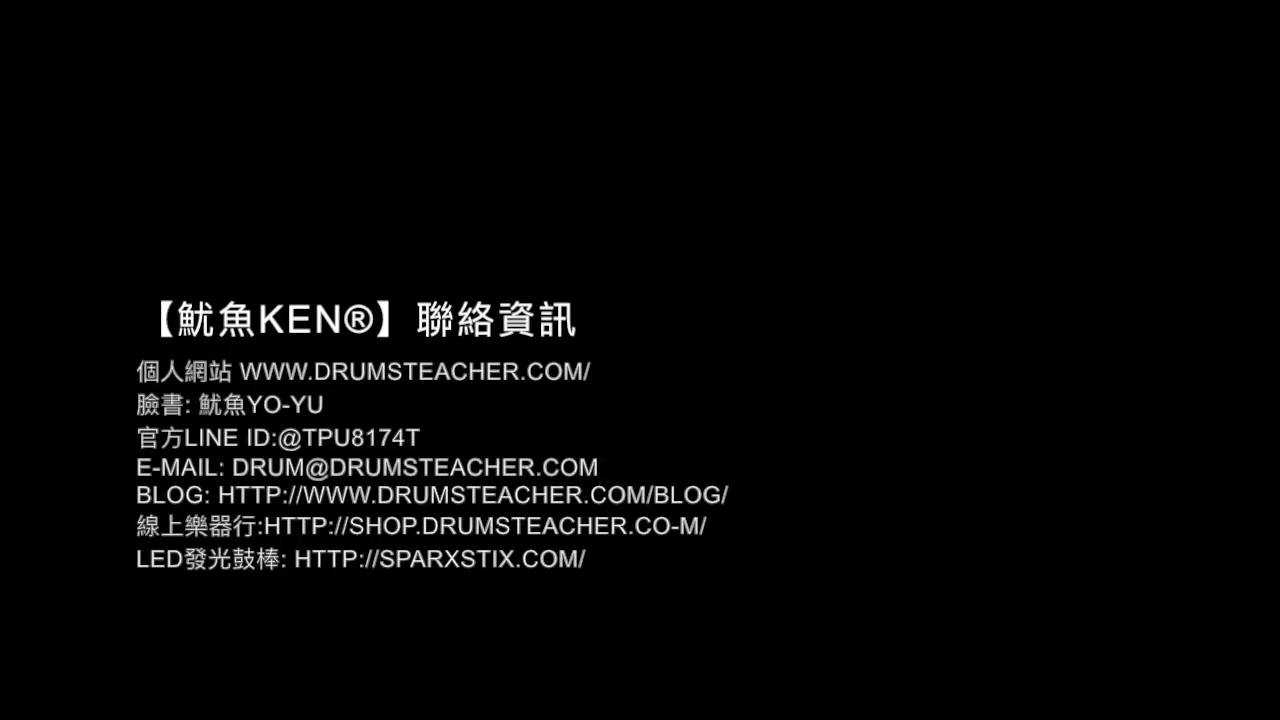 【魷魚KEN®】聯絡資訊
個人網站 WWW.DRUMSTEACHER.COM/
臉書: 魷魚YO-YU
官方LINE ID:@TPU8174T
E-MAIL: DRUM@DRUMSTEACHER.COM
BLOG: HTTP://WWW.DRUMSTEACHER.COM/BLOG/
線上樂器行:HTTP://SHOP.DRUMSTEACHER.CO-M/
LED發光鼓棒: HTTP://SPARXSTIX.COM/